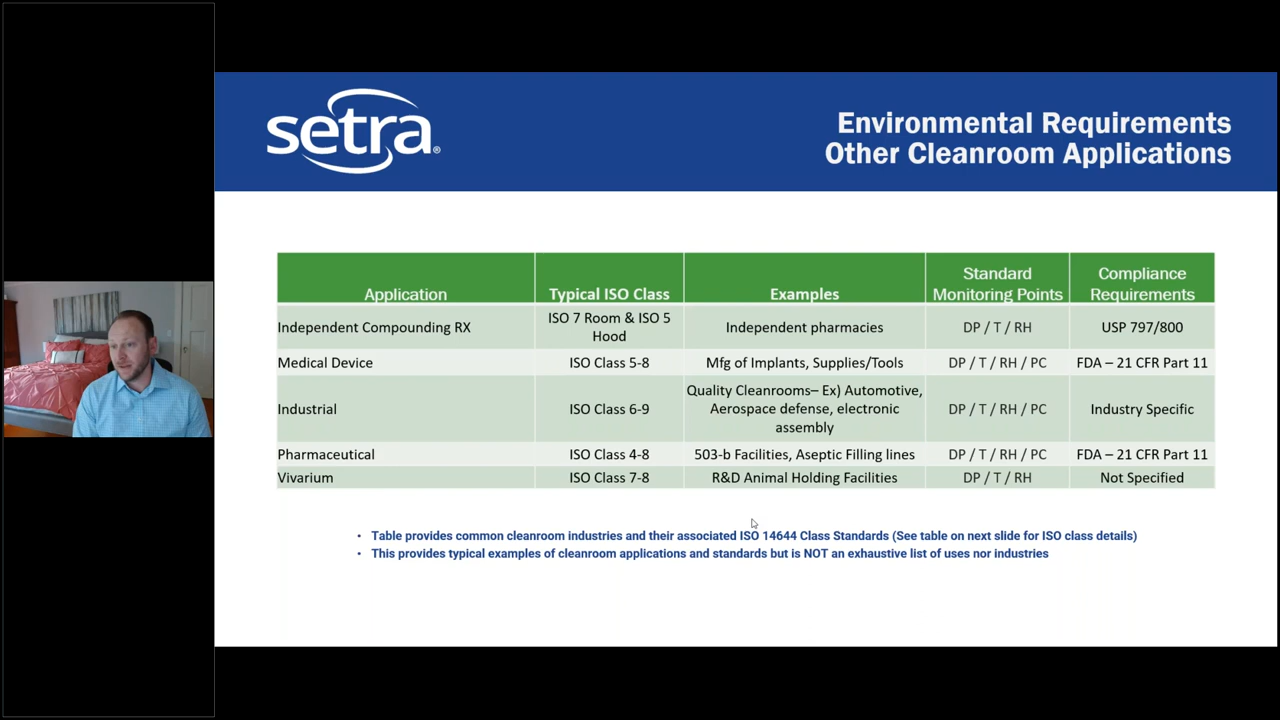 setra®
Environmental Requirements
Other Cleanroom Applications
Application
Typical ISO Class
Examples
Standard
Monitoring Points
Compliance
Requirements
Independent Compounding RX
ISO 7 Room & ISO 5
Hood
Independent pharmacies
DP / T / RH
USP 797/800
Medical Device
ISO Class 5-8
Mfg of Implants, Supplies/Tools
DP / T / RH / PC
FDA – 21 CFR Part 11
Industrial
ISO Class 6-9
Quality Cleanrooms– Ex) Automotive,
Aerospace defense, electronic
assembly
DP / T / RH / PC
Industry Specific
Pharmaceutical
ISO Class 4-8
503-b Facilities, Aseptic Filling lines
DP / T / RH / PC
FDA – 21 CFR Part 11
Vivarium
ISO Class 7-8
R&D Animal Holding Facilities
DP / T / RH
Not Specified
• Table provides common cleanroom industries and their associated ISO 14644 Class Standards (See table on next slide for ISO class details)
• This provides typical examples of cleanroom applications and standards but is NOT an exhaustive list of uses nor industries